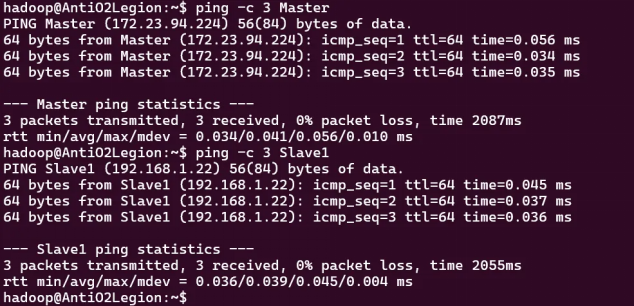 hadoop@AntiO2Legion:~$ ping -c 3 Master
PING Master (172.23.94.224) 56(84) bytes of data.
64 bytes from Master (172.23.94.224): icmp_seq=1 ttl=64 time=0.056 ms
64 bytes from Master (172.23.94.224): icmp_seq=2 ttl=64 time=0.034 ms
64 bytes from Master (172.23.94.224): icmp_seq=3 ttl=64 time=0.035 ms

--- Master ping statistics ---
3 packets transmitted, 3 received, 0% packet loss, time 2087ms
rtt min/avg/max/mdev = 0.034/0.041/0.056/0.010 ms
hadoop@AntiO2Legion:~$ ping -c 3 Slave1
PING Slave1 (192.168.1.22) 56(84) bytes of data.
64 bytes from Slave1 (192.168.1.22): icmp_seq=1 ttl=64 time=0.045 ms
64 bytes from Slave1 (192.168.1.22): icmp_seq=2 ttl=64 time=0.037 ms
64 bytes from Slave1 (192.168.1.22): icmp_seq=3 ttl=64 time=0.036 ms

--- Slave1 ping statistics ---
3 packets transmitted, 3 received, 0% packet loss, time 2055ms
rtt min/avg/max/mdev = 0.036/0.039/0.045/0.004 ms
hadoop@AntiO2Legion:~$